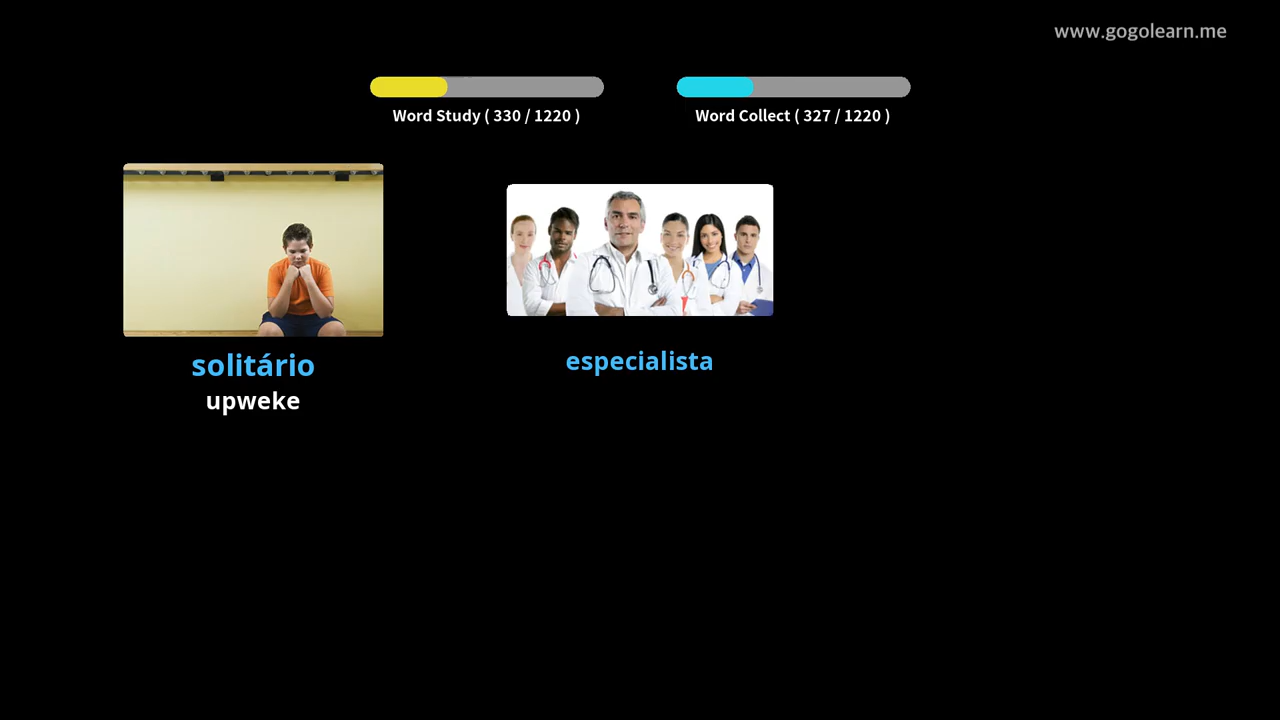 www.gogolearn.me
Word Study ( 330 / 1220 )
Word Collect ( 327 / 1220 )
solitário
upweke
especialista